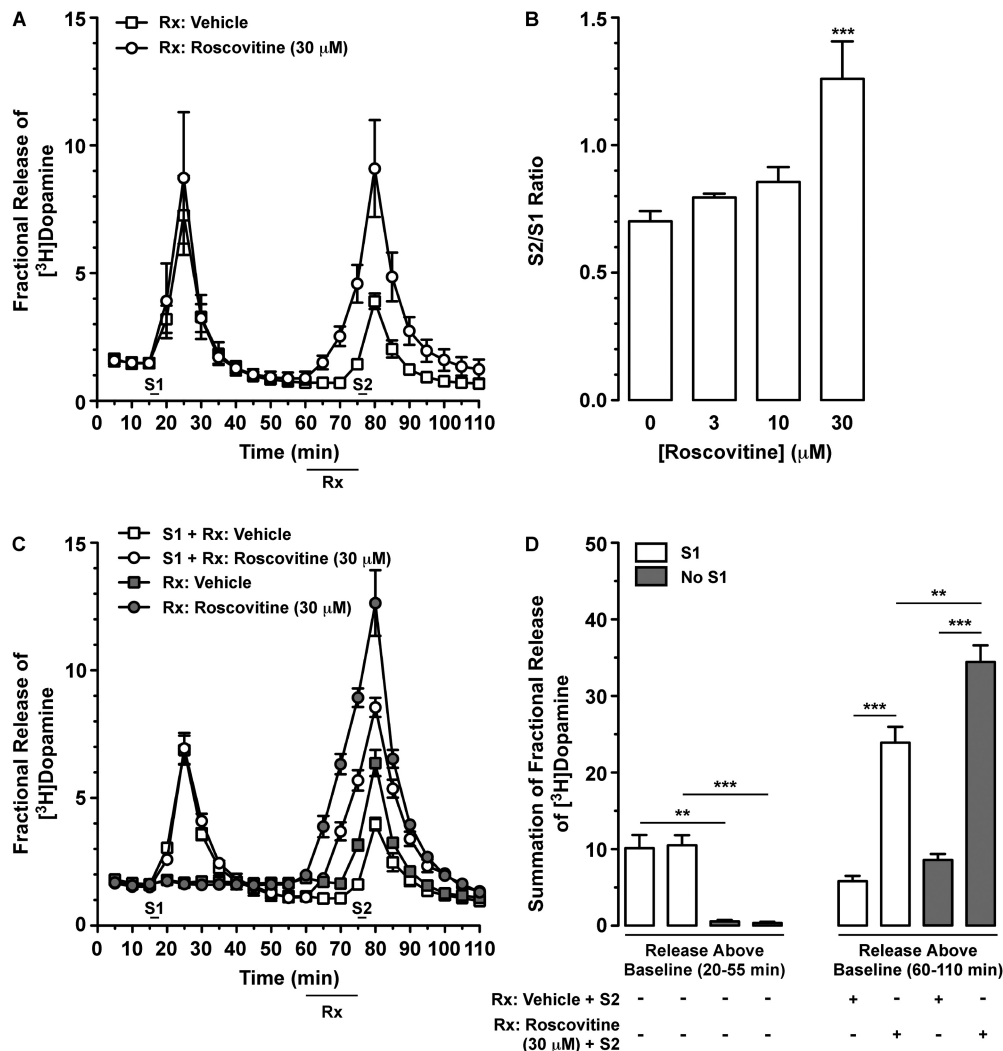 A
15
10
5
0
Fractional Release of
[³H]Dopamine
Rx: Vehicle
Rx: Roscovitine (30 μM)
S1
S2
0 10 20 30 40 50 60 70 80 90 100 110
Time (min)
Rx
B
1.5
1.0
0.5
0.0
S2/S1 Ratio
***
0 3 10 30
[Roscovitine] (μM)
C
S1 + Rx: Vehicle
S1 + Rx: Roscovitine (30 μM)
Rx: Vehicle
Rx: Roscovitine (30 μM)
15
10
5
0
Fractional Release of
[³H]Dopamine
S1
S2
0 10 20 30 40 50 60 70 80 90 100 110
Time (min)
Rx
D
50
40
30
20
10
0
Summation of Fractional Release
of [³H]Dopamine
S1
No S1
**
***
***
***
**
Release Above
Baseline (20-55 min)
Release Above
Baseline (60-110 min)
Rx: Vehicle + S2 - - - - + - + -
Rx: Roscovitine
(30 μM) + S2 - - - - - + - +